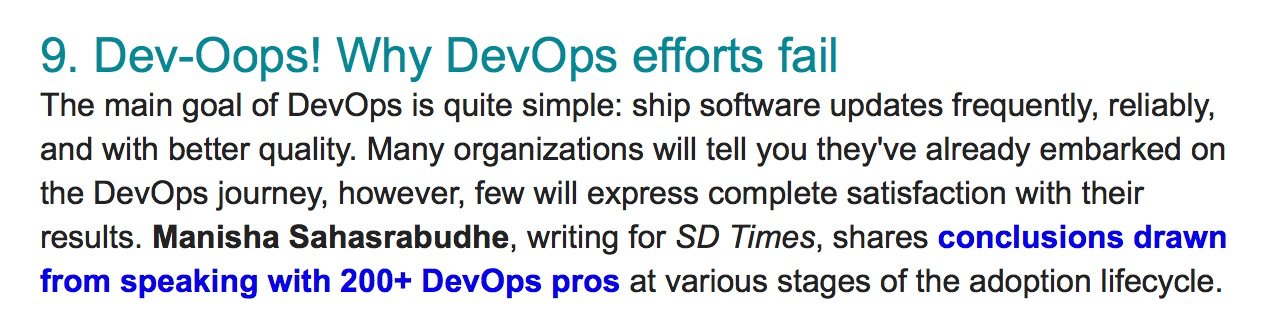 9. Dev-Oops! Why DevOps efforts fail
The main goal of DevOps is quite simple: ship software updates frequently, reliably,
and with better quality. Many organizations will tell you they've already embarked on
the DevOps journey, however, few will express complete satisfaction with their
results. Manisha Sahasrabudhe, writing for SD Times, shares conclusions drawn
from speaking with 200+ DevOps pros at various stages of the adoption lifecycle.